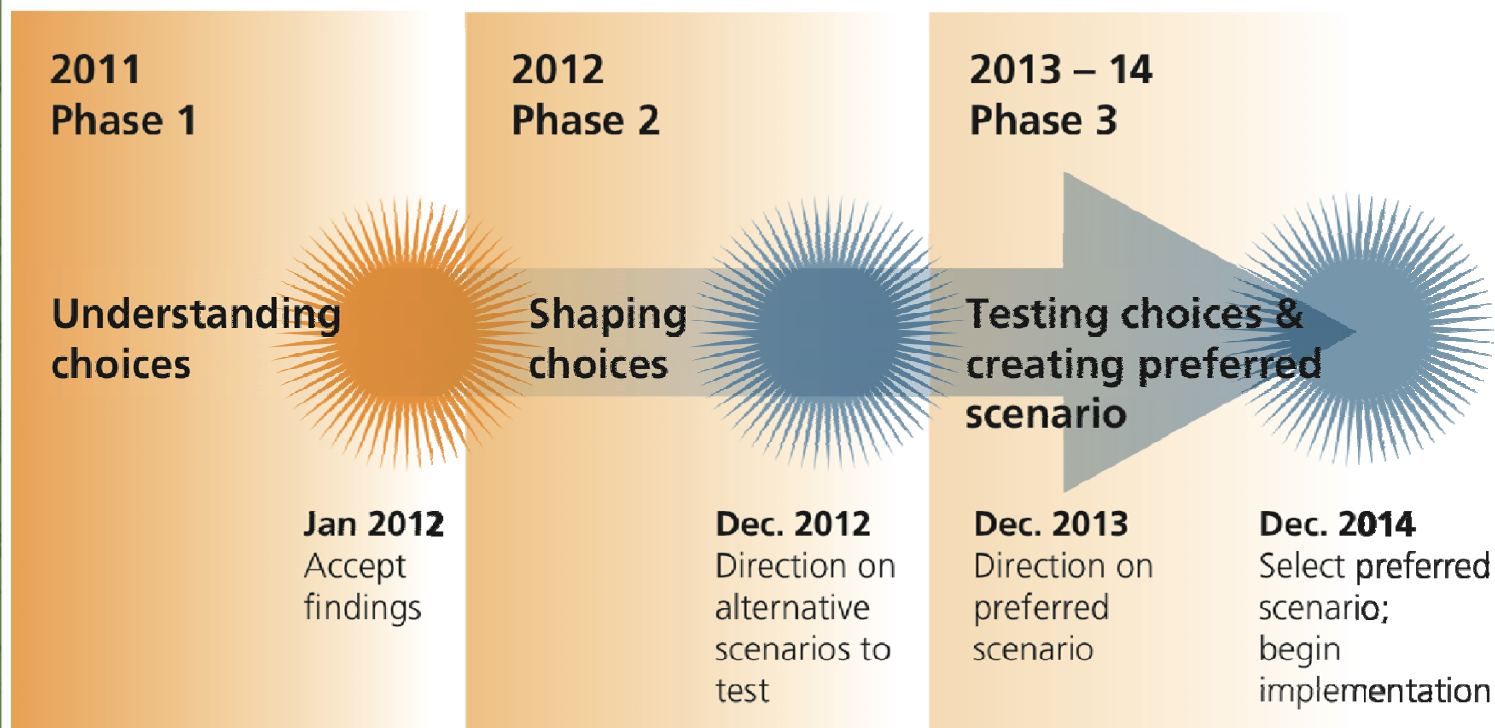 2011
Phase 1
Understanding
choices
Jan 2012
Accept
findings
2012
Phase 2
Shaping
choices
Dec. 2012
Direction on
alternative
scenarios to
test
2013 – 14
Phase 3
Testing choices &
creating preferred
scenario
Dec. 2013
Direction on
preferred
scenario
Dec. 2014
Select preferred
scenario;
begin
implementation